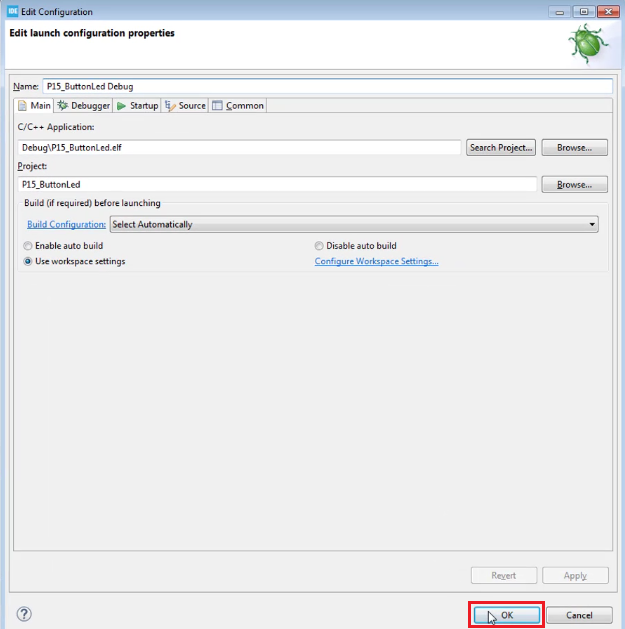 IDE Edit Configuration
Edit launch configuration properties
Name: P15_ButtonLed Debug
Main Debugger Startup Source Common
C/C++ Application:
Debug\P15_ButtonLed.elf Search Project... Browse...
Project:
P15_ButtonLed Browse...
Build (if required) before launching
Build Configuration: Select Automatically
Enable auto build Disable auto build
Use workspace settings Configure Workspace Settings...
Revert Apply
? OK Cancel